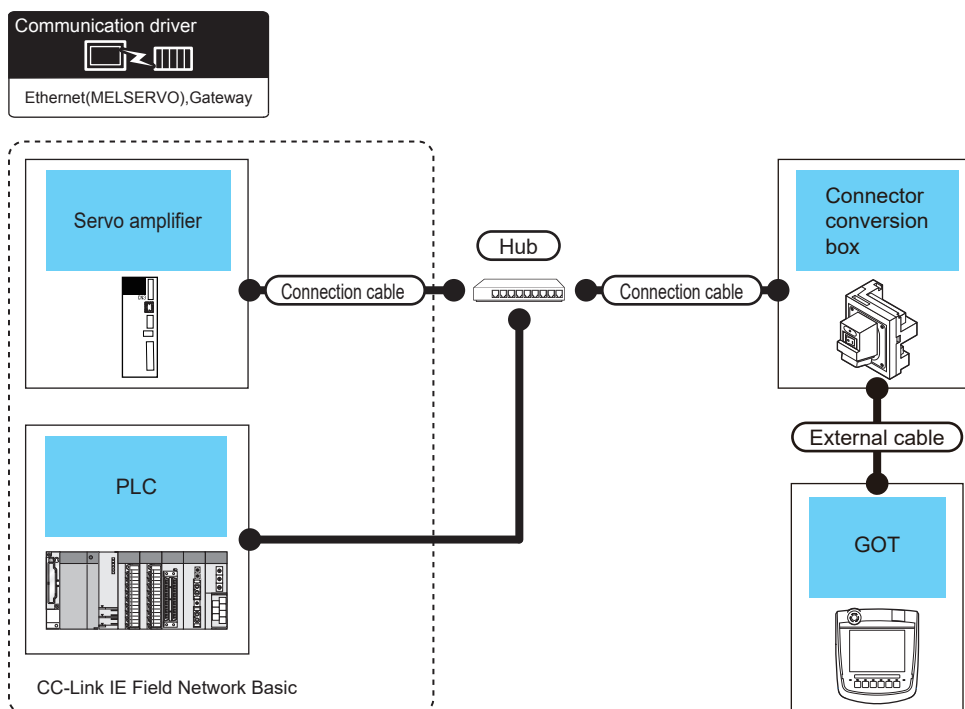 Communication driver
Ethernet(MELSERVO),Gateway
Servo amplifier
Hub
Connector
conversion
box
Connection cable
Connection cable
External cable
PLC
GOT
CC-Link IE Field Network Basic